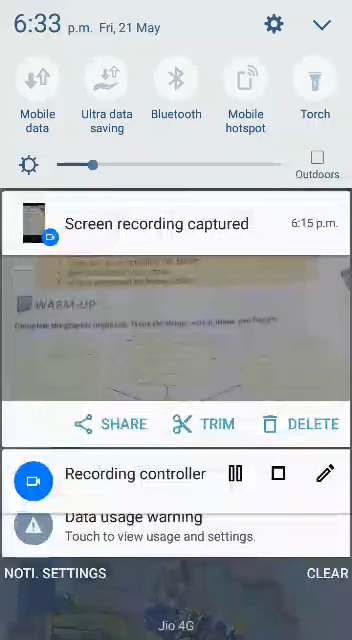 6:33 p.m. Fri, 21 May
Mobile data
Ultra data saving
Bluetooth
Mobile hotspot
Torch
Outdoors
Screen recording captured 6:15 p.m.
WARM-UP
SHARE TRIM DELETE
Recording controller
Data usage warning
Touch to view usage and settings.
NOTI. SETTINGS CLEAR
Jio 4G